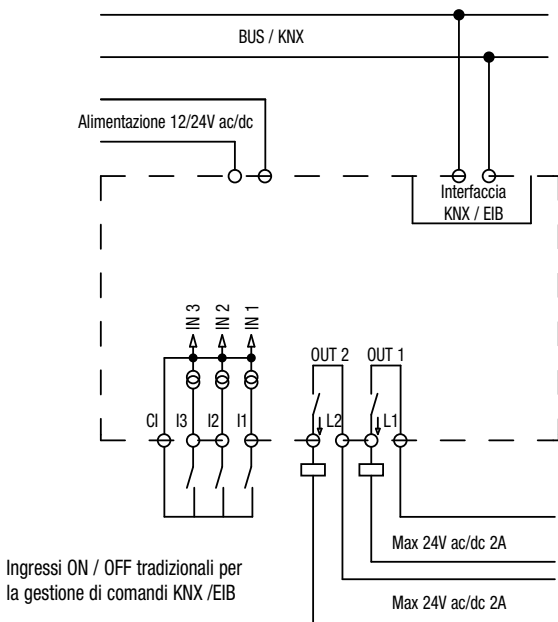 BUS / KNX
Alimentazione 12/24V ac/dc
Interfaccia
KNX / EIB
IN 3
IN 2
IN 1
OUT 2
OUT 1
CI
I3
I2
I1
L2
L1
Max 24V ac/dc 2A
Ingressi ON / OFF tradizionali per
la gestione di comandi KNX /EIB
Max 24V ac/dc 2A